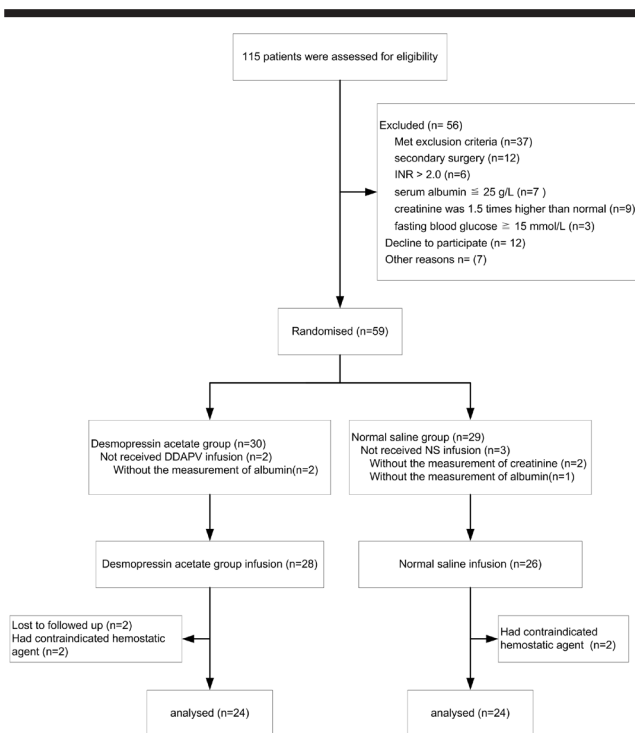 115 patients were assessed for eligibility
Excluded (n= 56)
Met exclusion criteria (n=37)
secondary surgery (n=12)
INR > 2.0 (n=6)
serum albumin ≦ 25 g/L (n=7 )
creatinine was 1.5 times higher than normal (n=9)
fasting blood glucose ≧ 15 mmol/L (n=3)
Decline to participate (n= 12)
Other reasons n= (7)
Randomised (n=59)
Desmopressin acetate group (n=30)
Not received DDAPV infusion (n=2)
Without the measurement of albumin(n=2)
Normal saline group (n=29)
Not received NS infusion (n=3)
Without the measurement of creatinine (n=2)
Without the measurement of albumin(n=1)
Desmopressin acetate group infusion (n=28)
Normal saline infusion (n=26)
Lost to followed up (n=2)
Had contraindicated hemostatic
agent (n=2)
Had contraindicated
hemostatic agent (n=2)
analysed (n=24)
analysed (n=24)